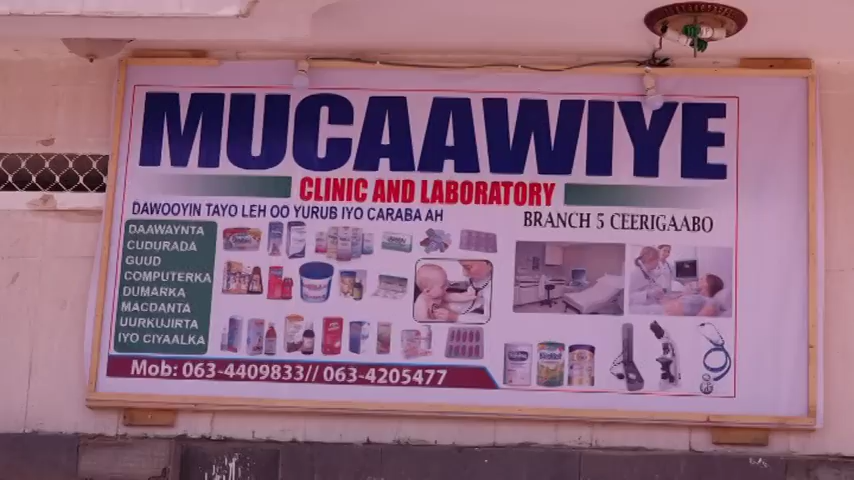 MUCAAWIYE
CLINIC AND LABORATORY
DAWOOYIN TAYO LEH OO YURUB IYO CARABA AH
BRANCH 5 CEERIGAABO
DAAWAYNTA
CUDURADA
GUUD
COMPUTERKA
DUMARKA
MACDANTA
UURKUJIRTA
IYO CIYAALKA
Mob: 063-4409833// 063-4205477